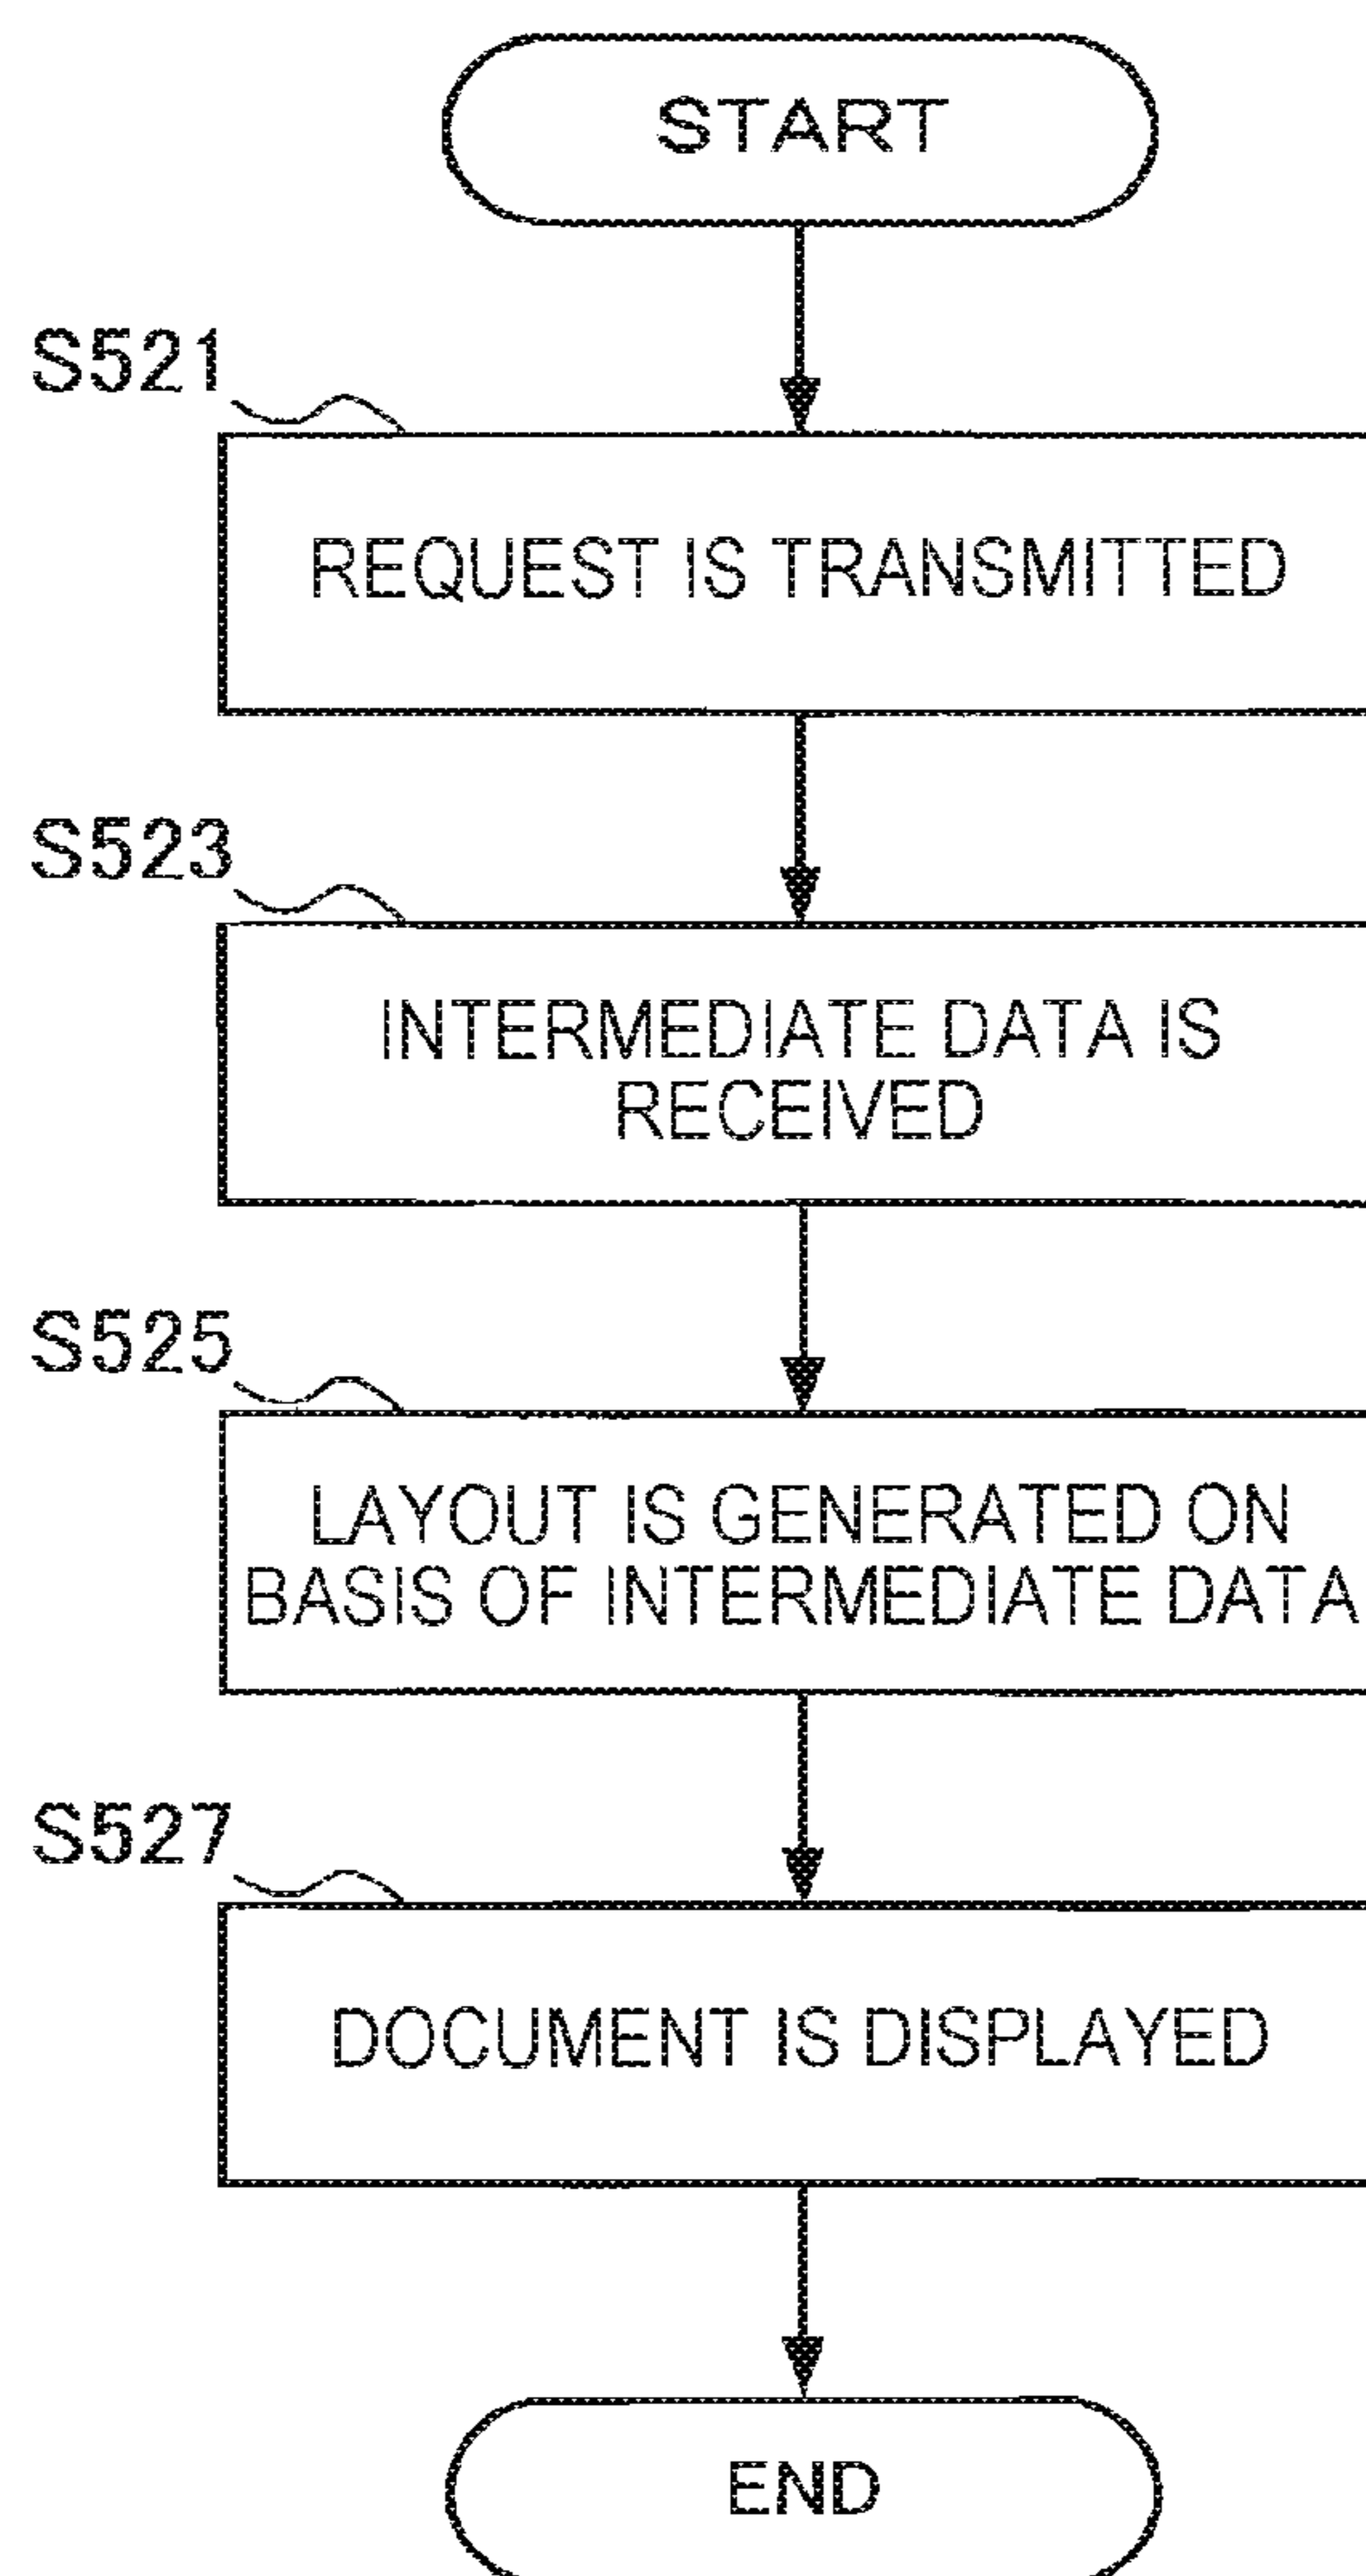 START
S521
REQUEST IS TRANSMITTED
S523
INTERMEDIATE DATA IS
RECEIVED
S525
LAYOUT IS GENERATED ON
BASIS OF INTERMEDIATE DATA
S527
DOCUMENT IS DISPLAYED
END